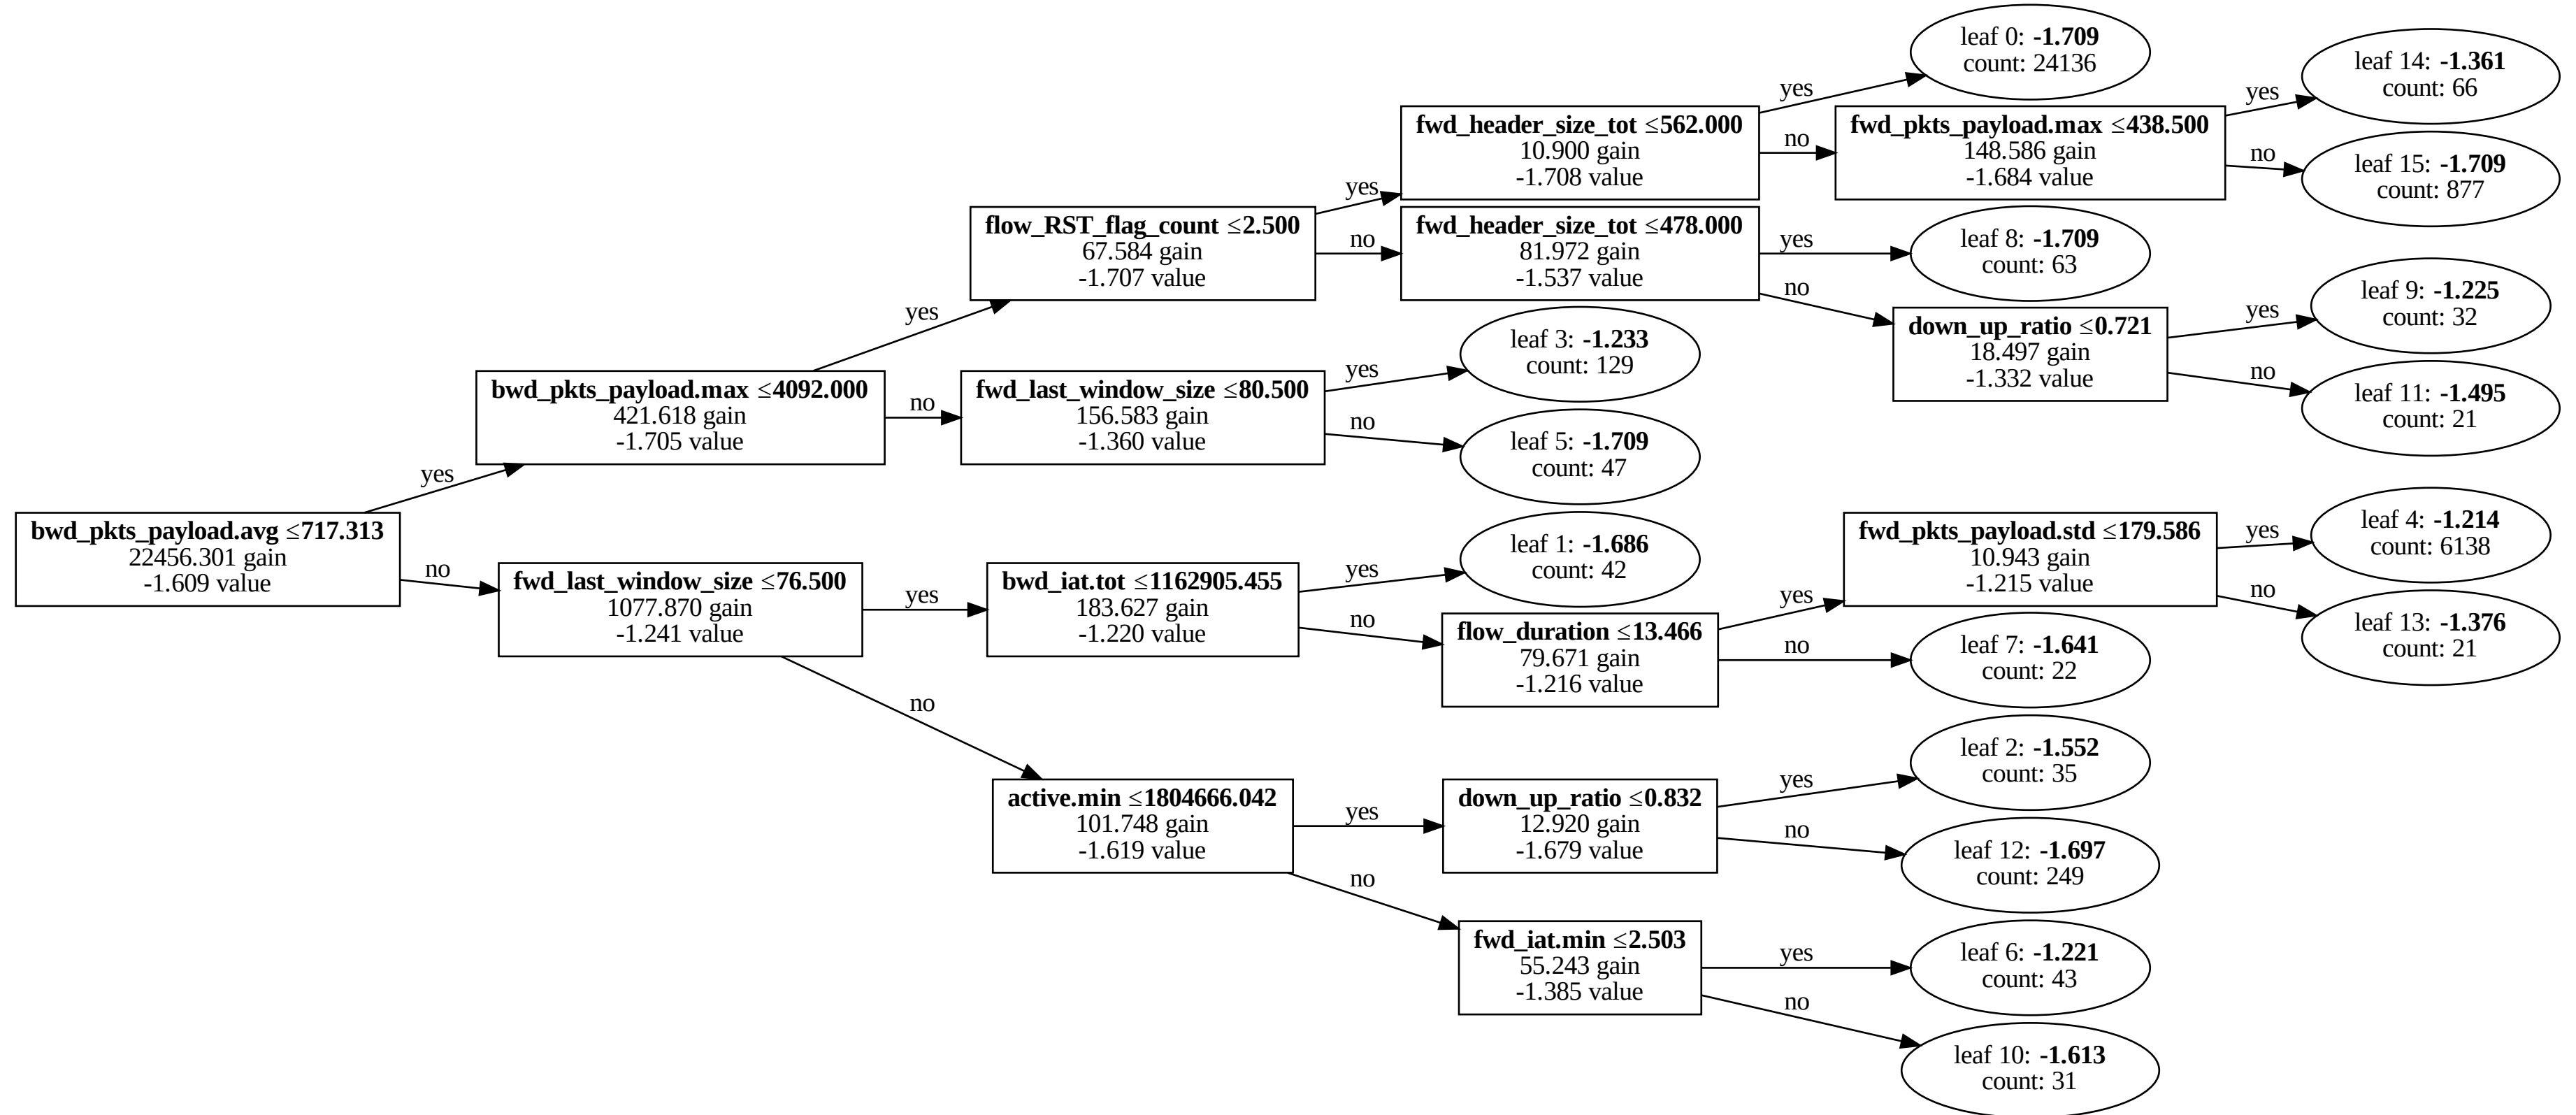 bwd_pkts_payload.avg ≤717.313
22456.301 gain
-1.609 value
yes
no
bwd_pkts_payload.max ≤4092.000
421.618 gain
-1.705 value
yes
no
flow_RST_flag_count ≤2.500
67.584 gain
-1.707 value
yes
no
fwd_header_size_tot ≤562.000
10.900 gain
-1.708 value
yes
no
leaf 0: -1.709
count: 24136
fwd_pkts_payload.max ≤438.500
148.586 gain
-1.684 value
yes
no
leaf 14: -1.361
count: 66
leaf 15: -1.709
count: 877
fwd_header_size_tot ≤478.000
81.972 gain
-1.537 value
yes
no
leaf 8: -1.709
count: 63
down_up_ratio ≤0.721
18.497 gain
-1.332 value
yes
no
leaf 9: -1.225
count: 32
leaf 11: -1.495
count: 21
fwd_last_window_size ≤80.500
156.583 gain
-1.360 value
yes
no
leaf 3: -1.233
count: 129
leaf 5: -1.709
count: 47
fwd_last_window_size ≤76.500
1077.870 gain
-1.241 value
yes
no
bwd_iat.tot ≤1162905.455
183.627 gain
-1.220 value
yes
no
leaf 1: -1.686
count: 42
flow_duration ≤13.466
79.671 gain
-1.216 value
yes
no
fwd_pkts_payload.std ≤179.586
10.943 gain
-1.215 value
yes
no
leaf 4: -1.214
count: 6138
leaf 13: -1.376
count: 21
leaf 7: -1.641
count: 22
active.min ≤1804666.042
101.748 gain
-1.619 value
yes
no
down_up_ratio ≤0.832
12.920 gain
-1.679 value
yes
no
leaf 2: -1.552
count: 35
leaf 12: -1.697
count: 249
fwd_iat.min ≤2.503
55.243 gain
-1.385 value
yes
no
leaf 6: -1.221
count: 43
leaf 10: -1.613
count: 31